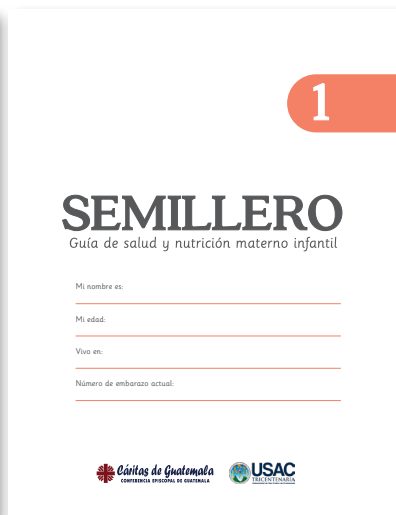 1
SEMILLERO
Guía de salud y nutrición materno infantil
Mi nombre es:
Mi edad:
Vivo en:
Número de embarazo actual:
Cáritas de Guatemala
CONFERENCIA EPISCOPAL DE GUATEMALA
USAC
TRICENTENARIA